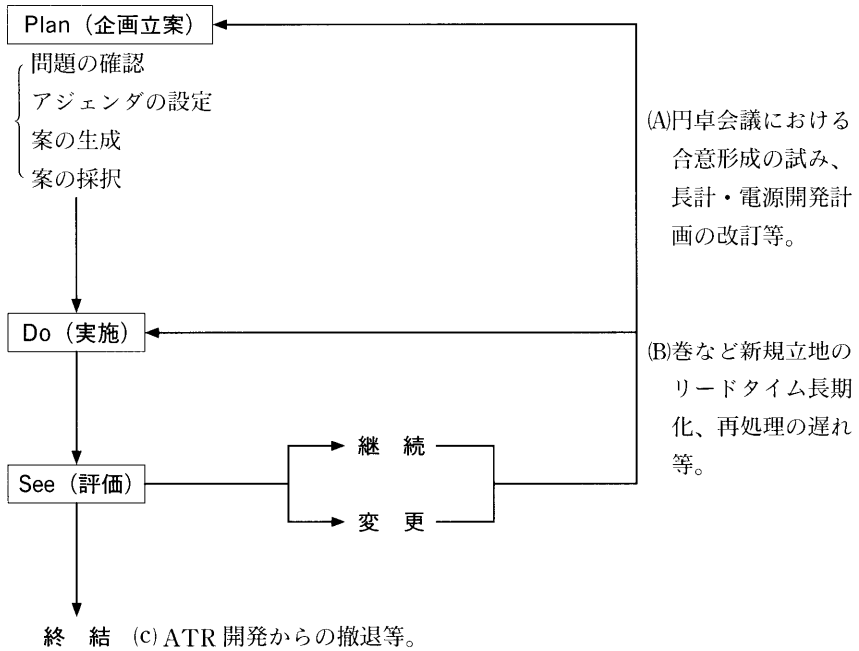 Plan（企画立案）
問題の確認
アジェンダの設定
案の生成
案の採択
(A)円卓会議における
合意形成の試み、
長計・電源開発計
画の改訂等。
Do（実施）
(B)巻など新規立地の
リードタイム長期
化、再処理の遅れ
等。
See（評価）
継　続
変　更
終　結　(c) ATR 開発からの撤退等。